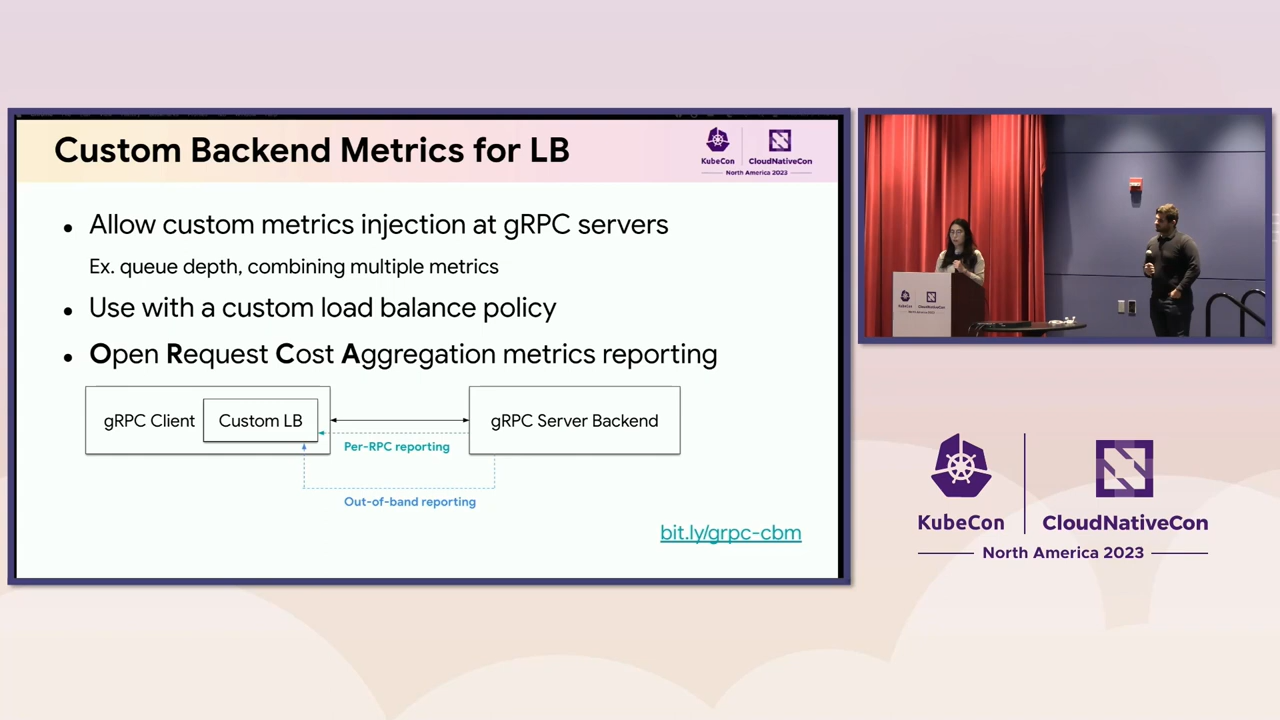 Custom Backend Metrics for LB
KubeCon
CloudNativeCon
North America 2023
Allow custom metrics injection at gRPC servers
Ex. queue depth, combining multiple metrics
Use with a custom load balance policy
Open Request Cost Aggregation metrics reporting
gRPC Client
Custom LB
gRPC Server Backend
Per-RPC reporting
Out-of-band reporting
bit.ly/grpc-cbm
KubeCon
CloudNativeCon
KubeCon
CloudNativeCon
North America 2023